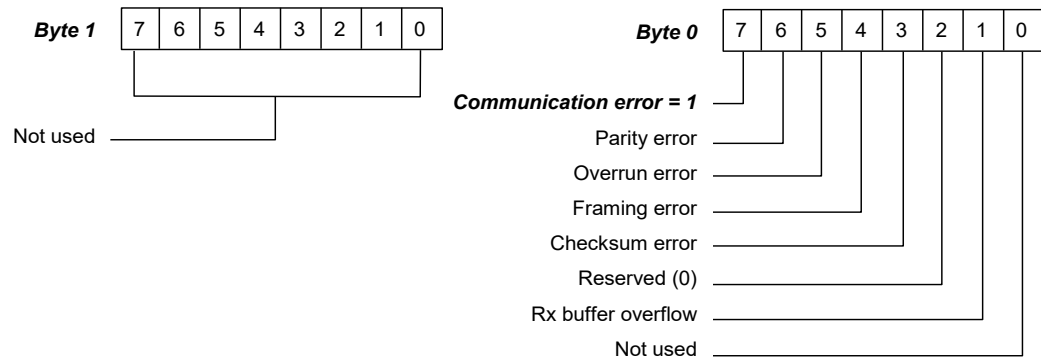 Byte 1 7 6 5 4 3 2 1 0
Not used
Byte 0 7 6 5 4 3 2 1 0
Communication error = 1
Parity error
Overrun error
Framing error
Checksum error
Reserved (0)
Rx buffer overflow
Not used